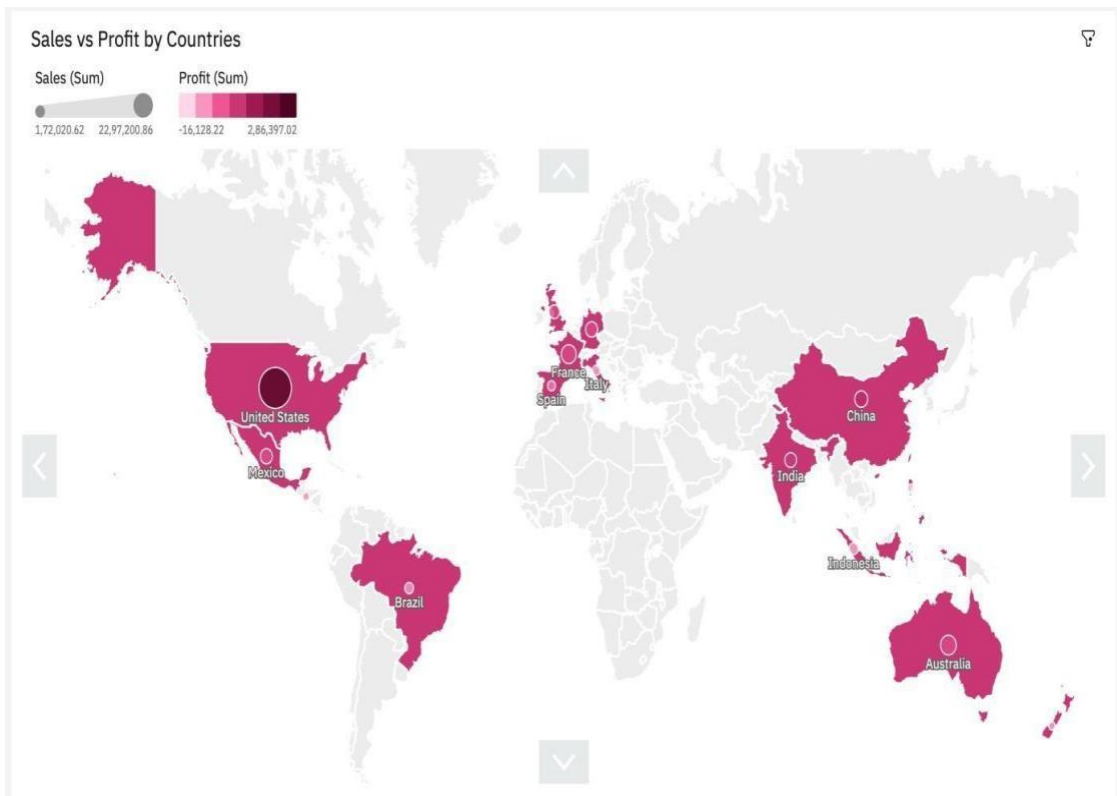 Sales vs Profit by Countries
Sales (Sum)
Profit (Sum)
1,72,020.62
22,97,200.86
-16,128.22
2,86,397.02
United States
Mexico
Brazil
France
Italy
Spain
China
India
Indonesia
Australia